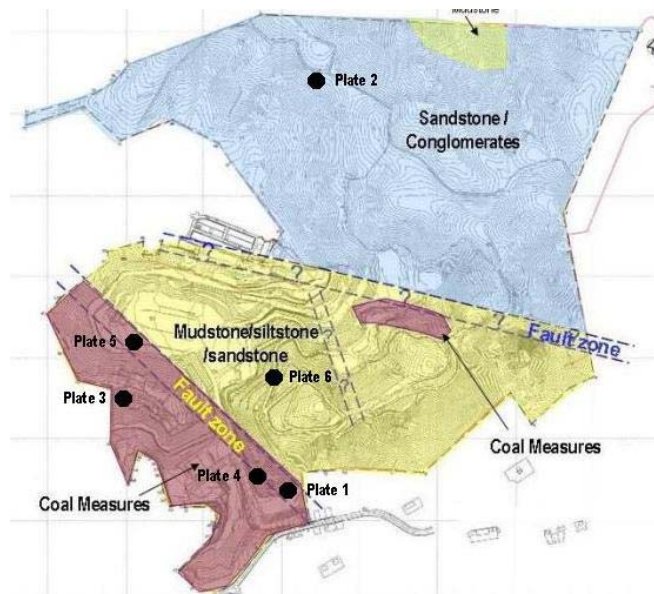 Mudstone
Plate 2
Sandstone /
Conglomerates
?
?
?
?
Fault zone
Plate 5
Mudstone/siltstone
/sandstone
?
?
Plate 6
Plate 3
Fault zone
Coal Measures
Plate 4
Coal Measures
Plate 1